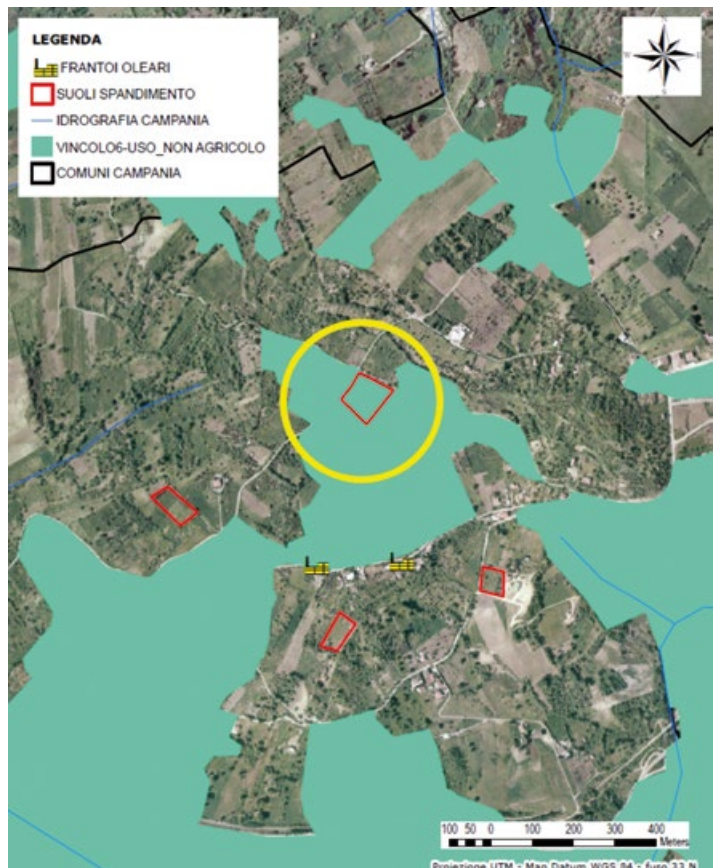 LEGENDA
FRANTOI OLEARI
SUOLI SPANDIMENTO
IDROGRAFIA CAMPANIA
VINCOLO6-USO_NON AGRICOLO
COMUNI CAMPANIA
N
W E
S
100 50 0 100 200 300 400
Meters
Proiezione UTM - Map Datum WGS 84 - fuso 33 N